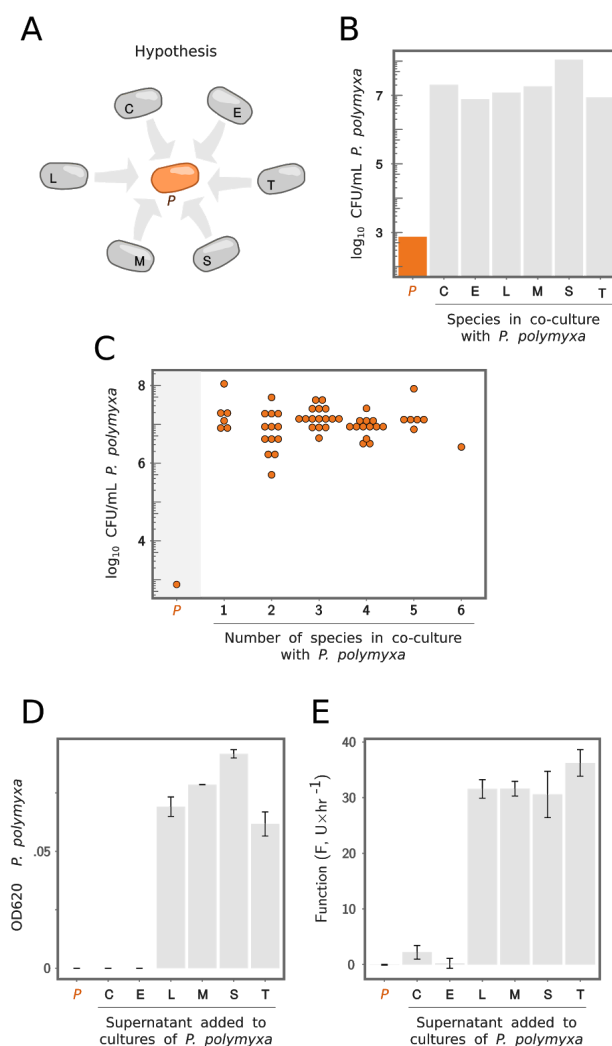 A
Hypothesis
C
E
L
P
T
M
S
B
log10 CFU/mL P. polymyxa
7
5
3
P C E L M S T
Species in co-culture
with P. polymyxa
C
log10 CFU/mL P. polymyxa
8
6
4
P 1 2 3 4 5 6
Number of species in co-culture
with P. polymyxa
D
OD620 P. polymyxa
.05
0
P C E L M S T
Supernatant added to
cultures of P. polymyxa
E
Function (F, U×hr -1)
40
30
20
10
0
P C E L M S T
Supernatant added to
cultures of P. polymyxa